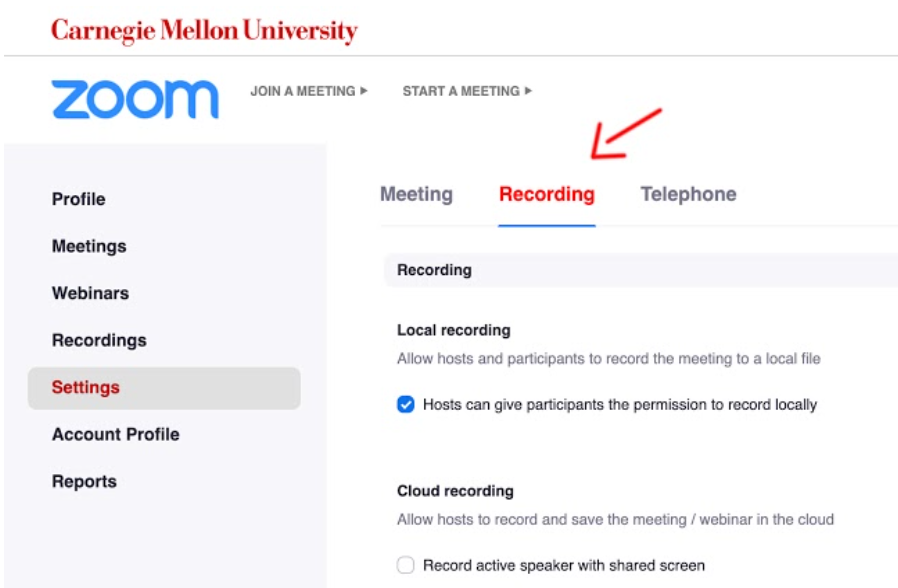 Carnegie Mellon University
zoom JOIN A MEETING ▸ START A MEETING ▸
Profile
Meetings
Webinars
Recordings
Settings
Account Profile
Reports
Meeting Recording Telephone
Recording
Local recording
Allow hosts and participants to record the meeting to a local file
Hosts can give participants the permission to record locally
Cloud recording
Allow hosts to record and save the meeting / webinar in the cloud
Record active speaker with shared screen